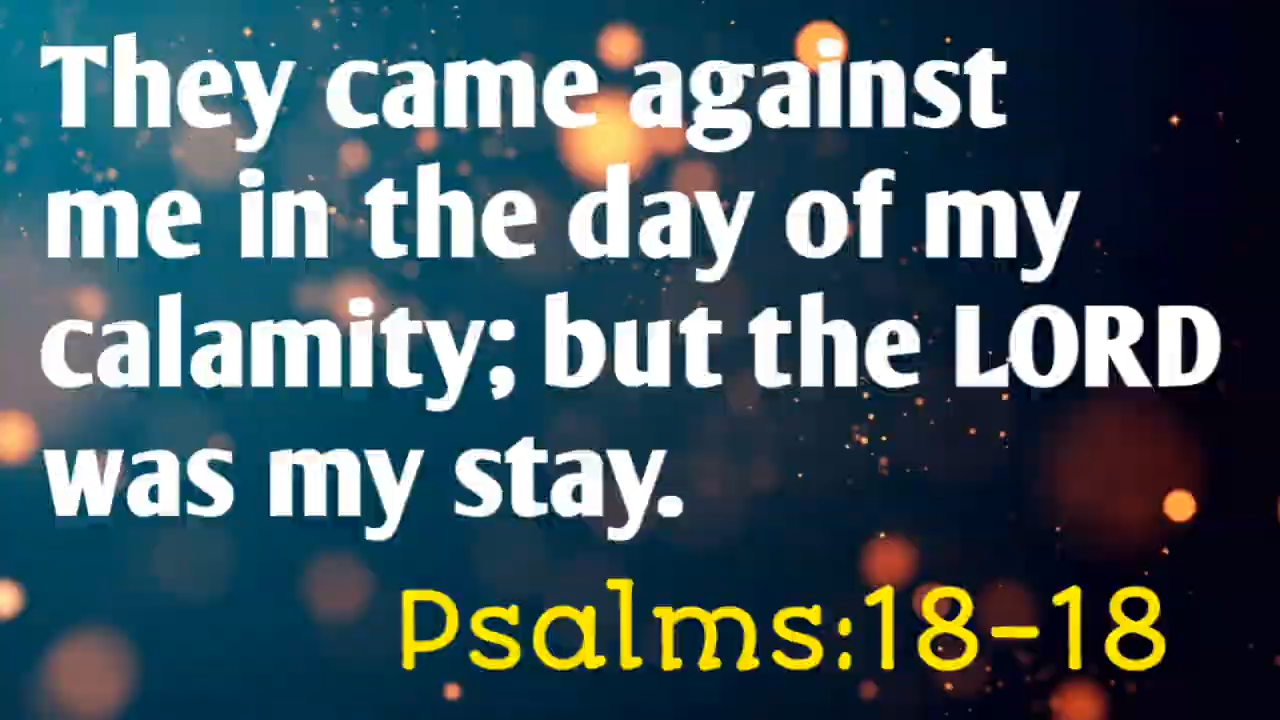 They came against
me in the day of my
calamity; but the LORD
was my stay.
Psalms:18-18